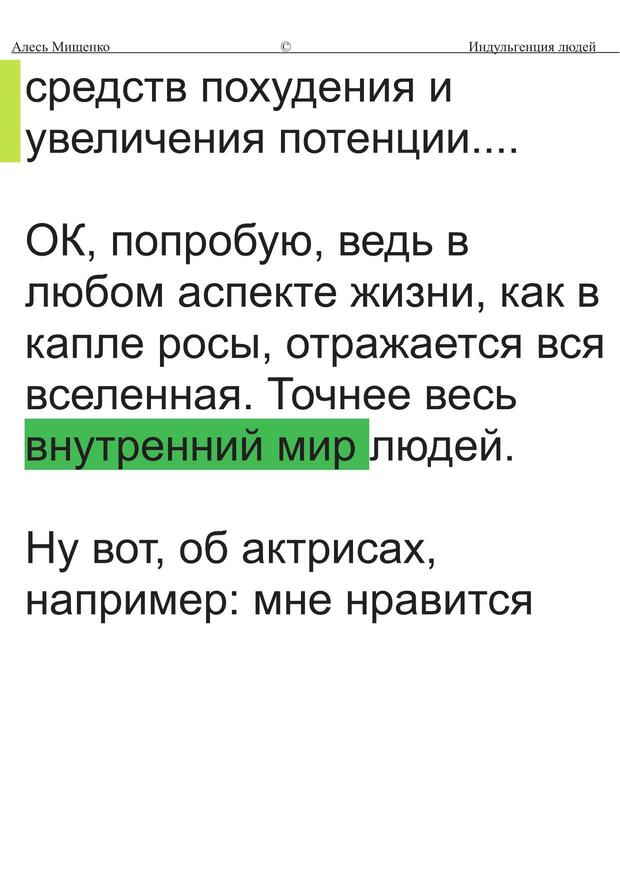 Алесь Мищенко © Индульгенция людей
средств похудения и
увеличения потенции....
ОК, попробую, ведь в
любом аспекте жизни, как в
капле росы, отражается вся
вселенная. Точнее весь
внутренний мир людей.
Ну вот, об актрисах,
например: мне нравится